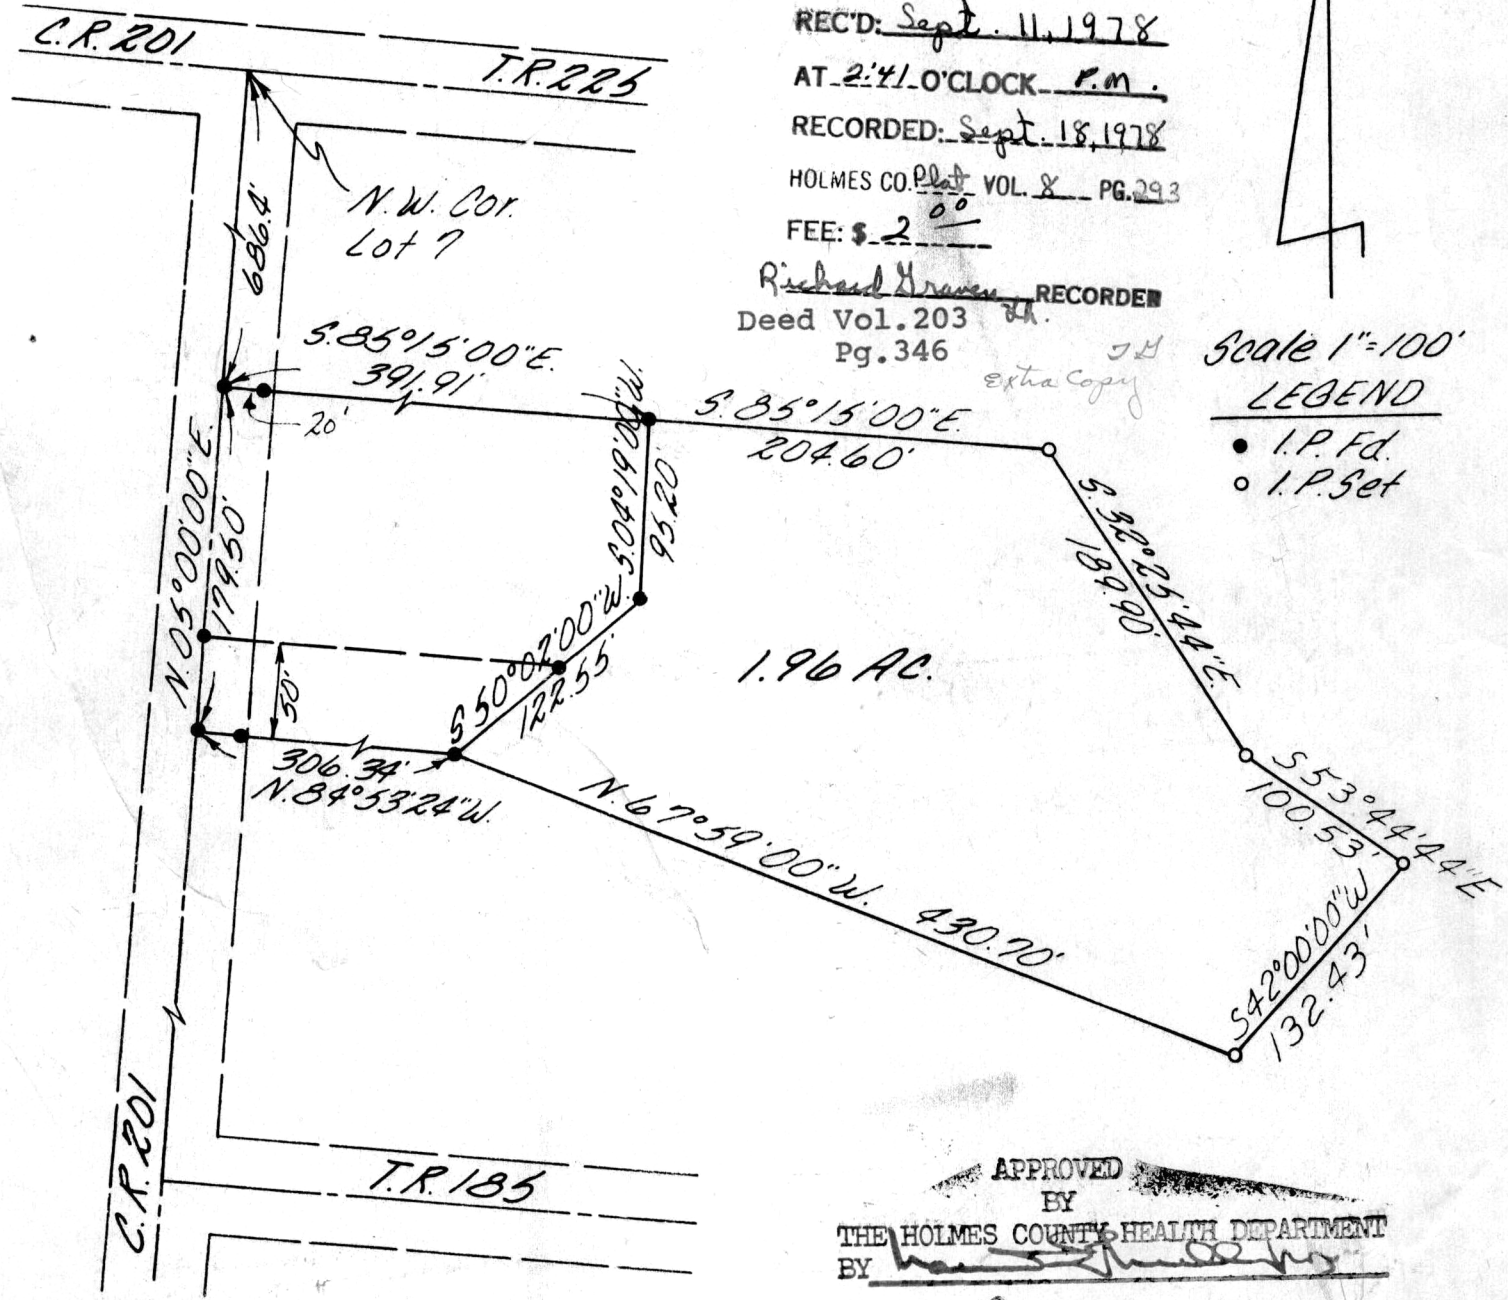 C.R. 201
T.R. 225
REC'D: Sept. 11, 1978
AT 2:41 O'CLOCK P.M.
RECORDED: Sept. 18, 1978
HOLMES CO. Plat VOL. 8 PG. 293
FEE: $ 2 00
Richard Graven RECORDER
Deed Vol.203
Pg.346
Extra Copy
N.W. Cor.
Lot 7
686.4'
Scale 1"=100'
LEGEND
● I.P. Fd.
○ I.P. Set
S.85°15'00"E.
391.91'
20'
S.85°15'00"E.
204.60'
S.04°19'00"W.
95.20'
S.32°25'44"E.
189.90'
N.05°00'00"E.
179.50'
50'
S 50°02'00"W.
122.55'
1.96 AC.
306.34'
N.84°53'24"W.
S 53°44'44"E
100.53'
N.67°59'00"W. 430.70'
S42°00'00"W
132.43'
C.R. 201
T.R. 185
APPROVED
BY
THE HOLMES COUNTY HEALTH DEPARTMENT
BY